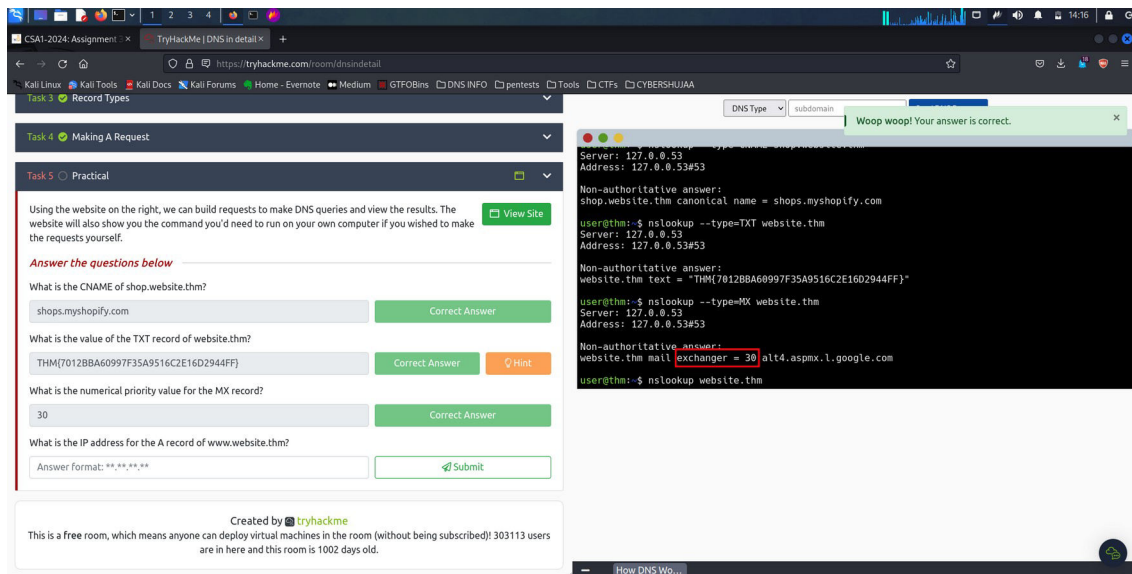 1 2 3 4
14:16
CSA1-2024: Assignment 3
TryHackMe | DNS in detail
https://tryhackme.com/room/dnsindetail
Kali Linux Kali Tools Kali Docs Kali Forums Home - Evernote Medium GTFOBins DNS INFO pentests Tools CTFs CYBERSHUJAA
Task 3 Record Types
Task 4 Making A Request
Task 5 Practical
Using the website on the right, we can build requests to make DNS queries and view the results. The
website will also show you the command you'd need to run on your own computer if you wished to make
the requests yourself.
View Site
Answer the questions below
What is the CNAME of shop.website.thm?
shops.myshopify.com
Correct Answer
What is the value of the TXT record of website.thm?
THM{7012BBA60997F35A9516C2E16D2944FF}
Correct Answer
Hint
What is the numerical priority value for the MX record?
30
Correct Answer
What is the IP address for the A record of www.website.thm?
Answer format: **.**.**.**
Submit
Created by tryhackme
This is a free room, which means anyone can deploy virtual machines in the room (without being subscribed)! 303113 users
are in here and this room is 1002 days old.
DNS Type
subdomain
Woop woop! Your answer is correct.
Server: 127.0.0.53
Address: 127.0.0.53#53
Non-authoritative answer:
shop.website.thm canonical name = shops.myshopify.com
user@thm:~$ nslookup --type=TXT website.thm
Server: 127.0.0.53
Address: 127.0.0.53#53
Non-authoritative answer:
website.thm text = "THM{7012BBA60997F35A9516C2E16D2944FF}"
user@thm:~$ nslookup --type=MX website.thm
Server: 127.0.0.53
Address: 127.0.0.53#53
Non-authoritative answer:
website.thm mail exchanger = 30 alt4.aspmx.l.google.com
user@thm:~$ nslookup website.thm
How DNS Wo...